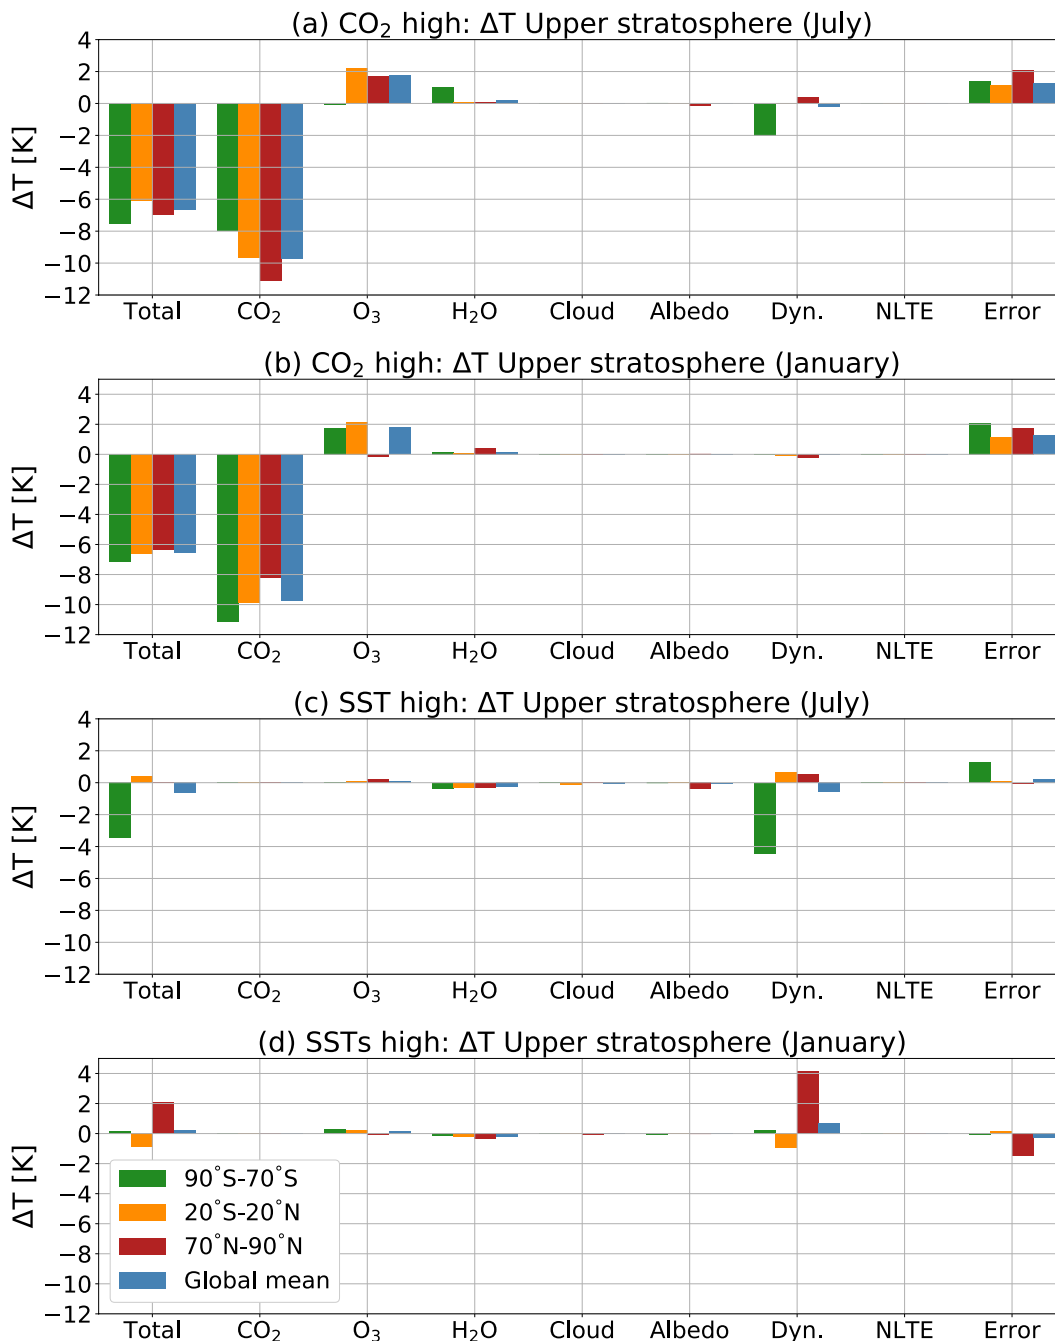 (a) CO₂ high: ΔT Upper stratosphere (July)
4
2
0
−2
−4
−6
−8
−10
−12
ΔT [K]
Total CO₂ O₃ H₂O Cloud Albedo Dyn. NLTE Error
(b) CO₂ high: ΔT Upper stratosphere (January)
4
2
0
−2
−4
−6
−8
−10
−12
ΔT [K]
Total CO₂ O₃ H₂O Cloud Albedo Dyn. NLTE Error
(c) SST high: ΔT Upper stratosphere (July)
4
2
0
−2
−4
−6
−8
−10
−12
ΔT [K]
Total CO₂ O₃ H₂O Cloud Albedo Dyn. NLTE Error
(d) SSTs high: ΔT Upper stratosphere (January)
4
2
0
−2
−4
−6
−8
−10
−12
ΔT [K]
90°S-70°S
20°S-20°N
70°N-90°N
Global mean
Total CO₂ O₃ H₂O Cloud Albedo Dyn. NLTE Error